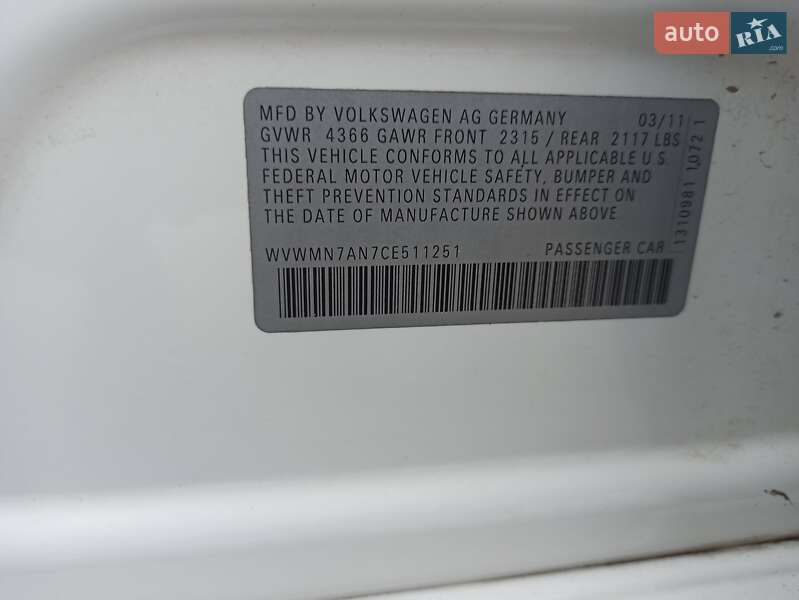 auto RIA
.com
MFD BY VOLKSWAGEN AG GERMANY 03/11
GVWR 4366 GAWR FRONT 2315 / REAR 2117 LBS
THIS VEHICLE CONFORMS TO ALL APPLICABLE U.S.
FEDERAL MOTOR VEHICLE SAFETY, BUMPER AND
THEFT PREVENTION STANDARDS IN EFFECT ON
THE DATE OF MANUFACTURE SHOWN ABOVE.
WVWMN7AN7CE511251 PASSENGER CAR
1310981 10721